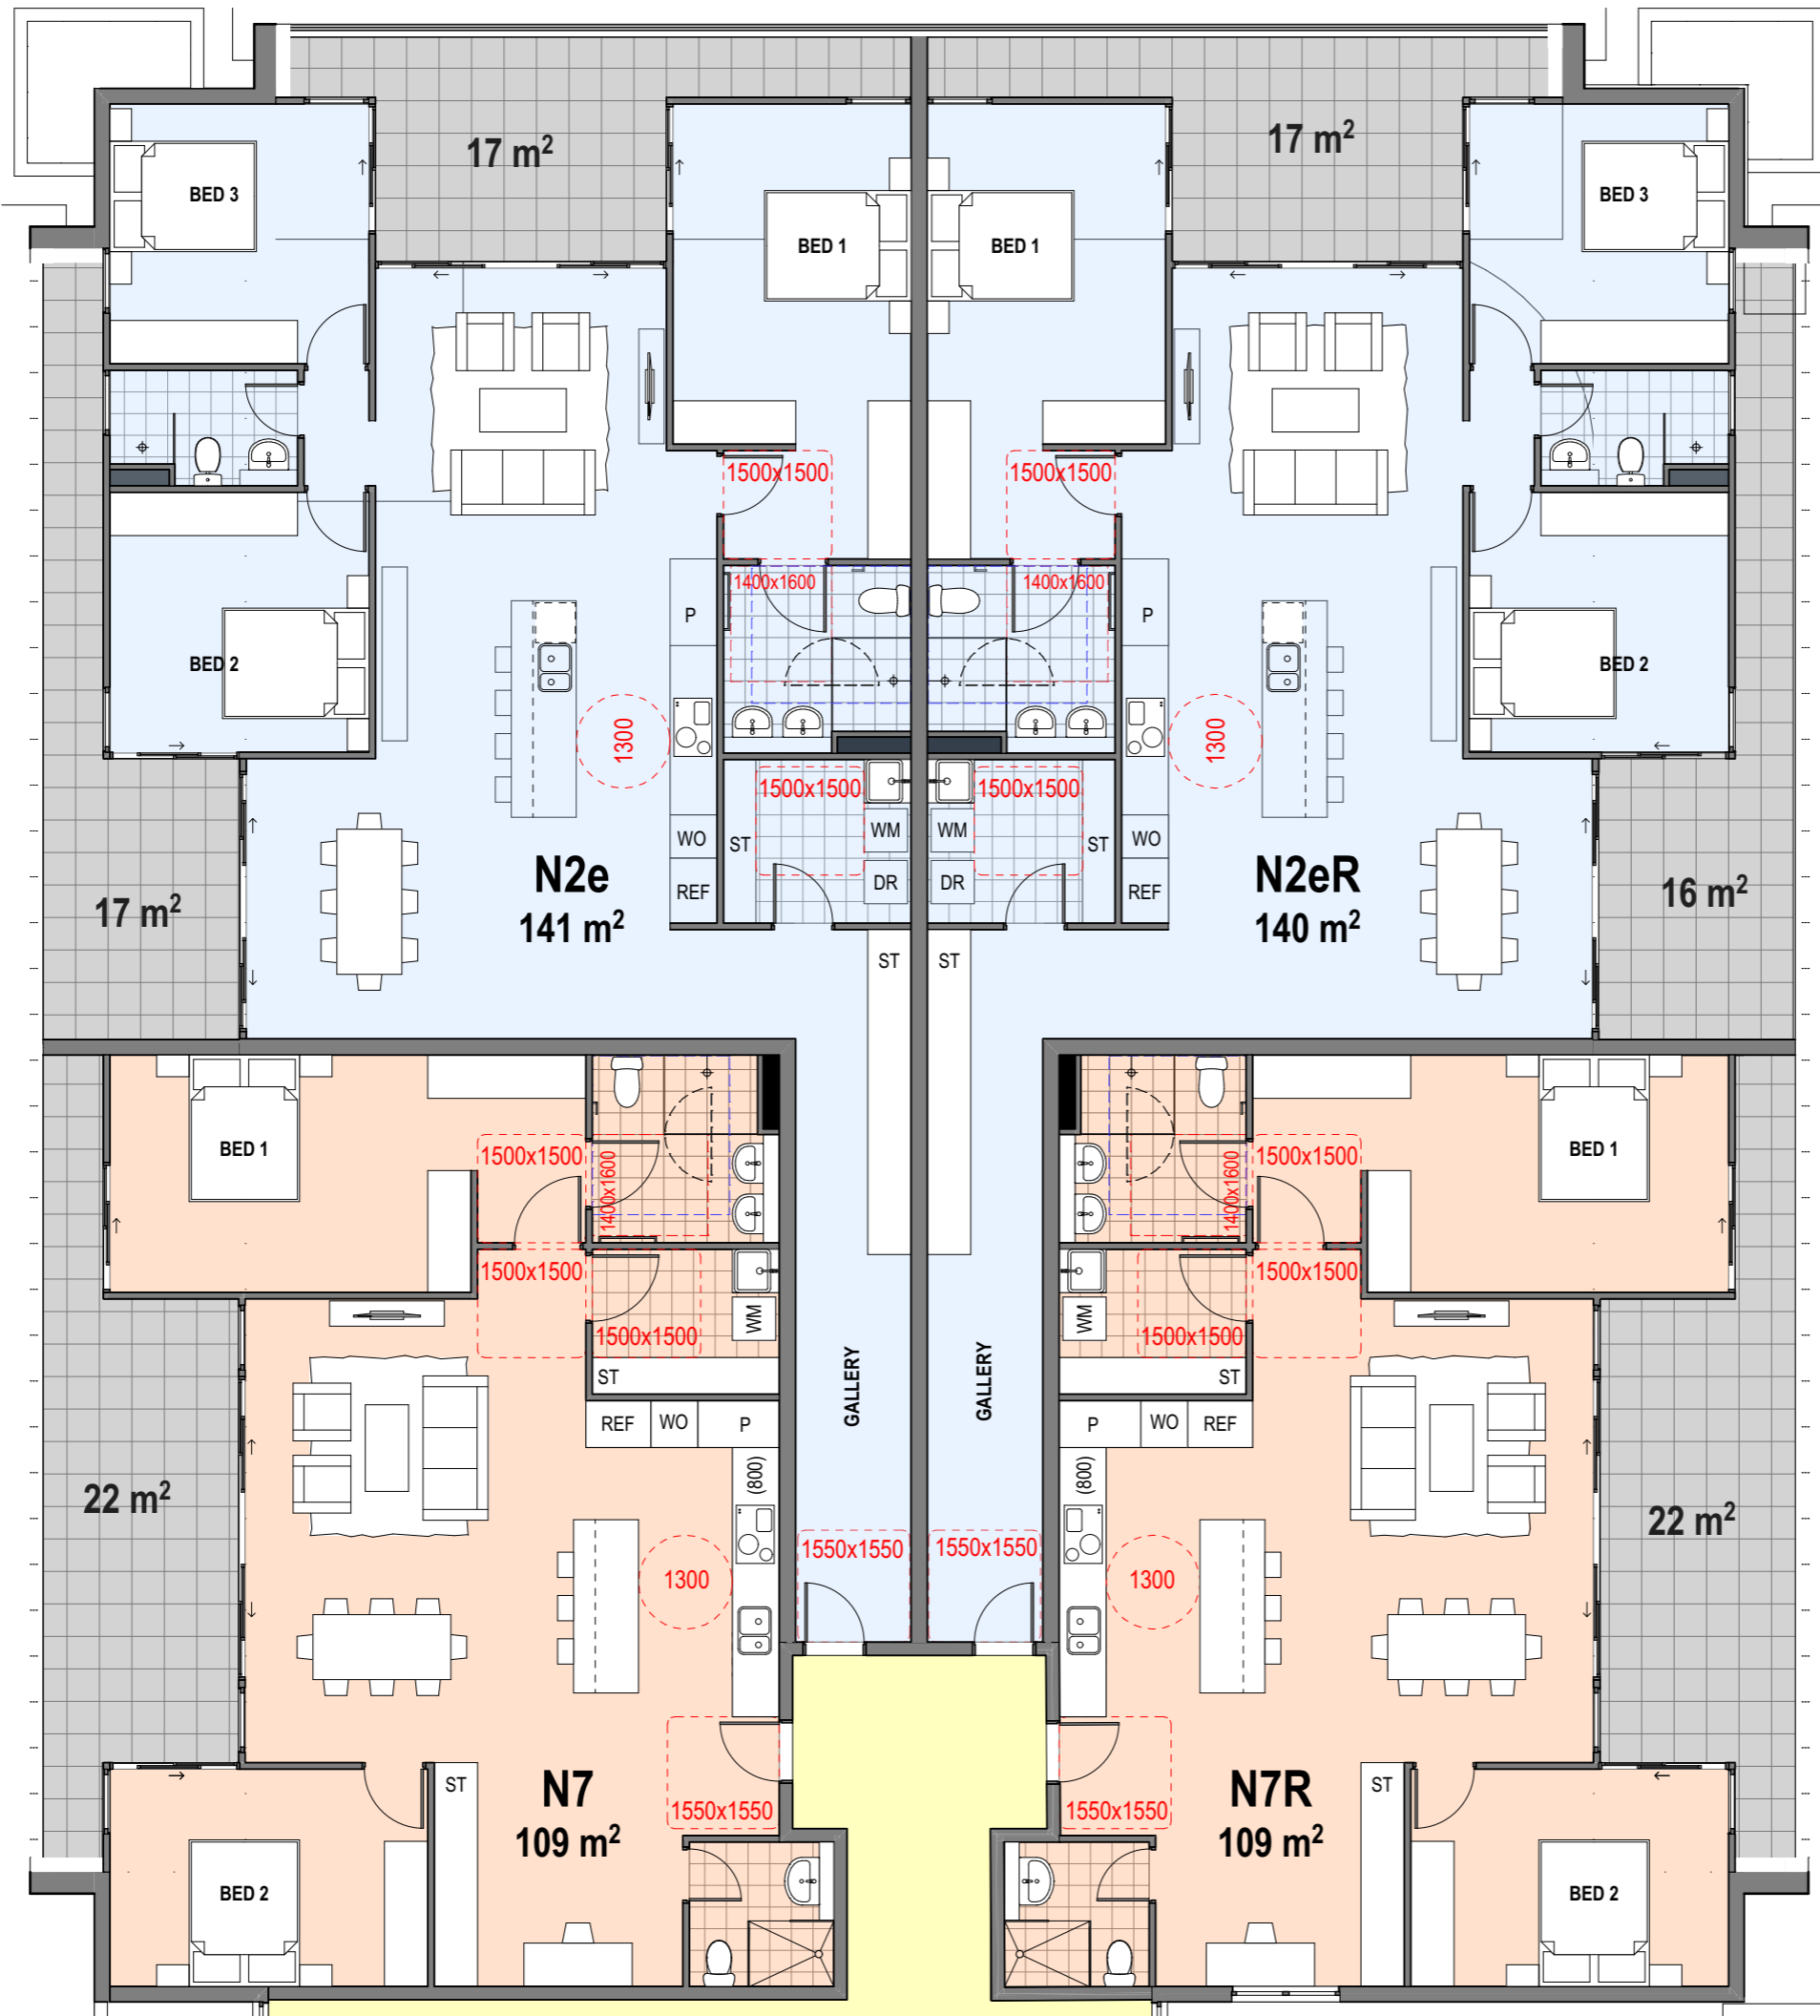 17 m²
17 m²
BED 3
BED 1
BED 1
BED 3
1500x1500
1500x1500
1400x1600
1400x1600
P
P
BED 2
BED 2
1300
1300
1500x1500
1500x1500
WO
ST
WM
WM
ST
WO
REF
DR
DR
REF
N2e
141 m²
N2eR
140 m²
17 m²
16 m²
ST
ST
BED 1
1500x1500
1400x1600
1400x1600
1500x1500
BED 1
1500x1500
1500x1500
1500x1500
WM
WM
1500x1500
ST
ST
GALLERY
GALLERY
REF
WO
P
P
WO
REF
(800)
(800)
22 m²
22 m²
1550x1550
1550x1550
1300
1300
ST
N7
109 m²
1550x1550
1550x1550
N7R
109 m²
ST
BED 2
BED 2